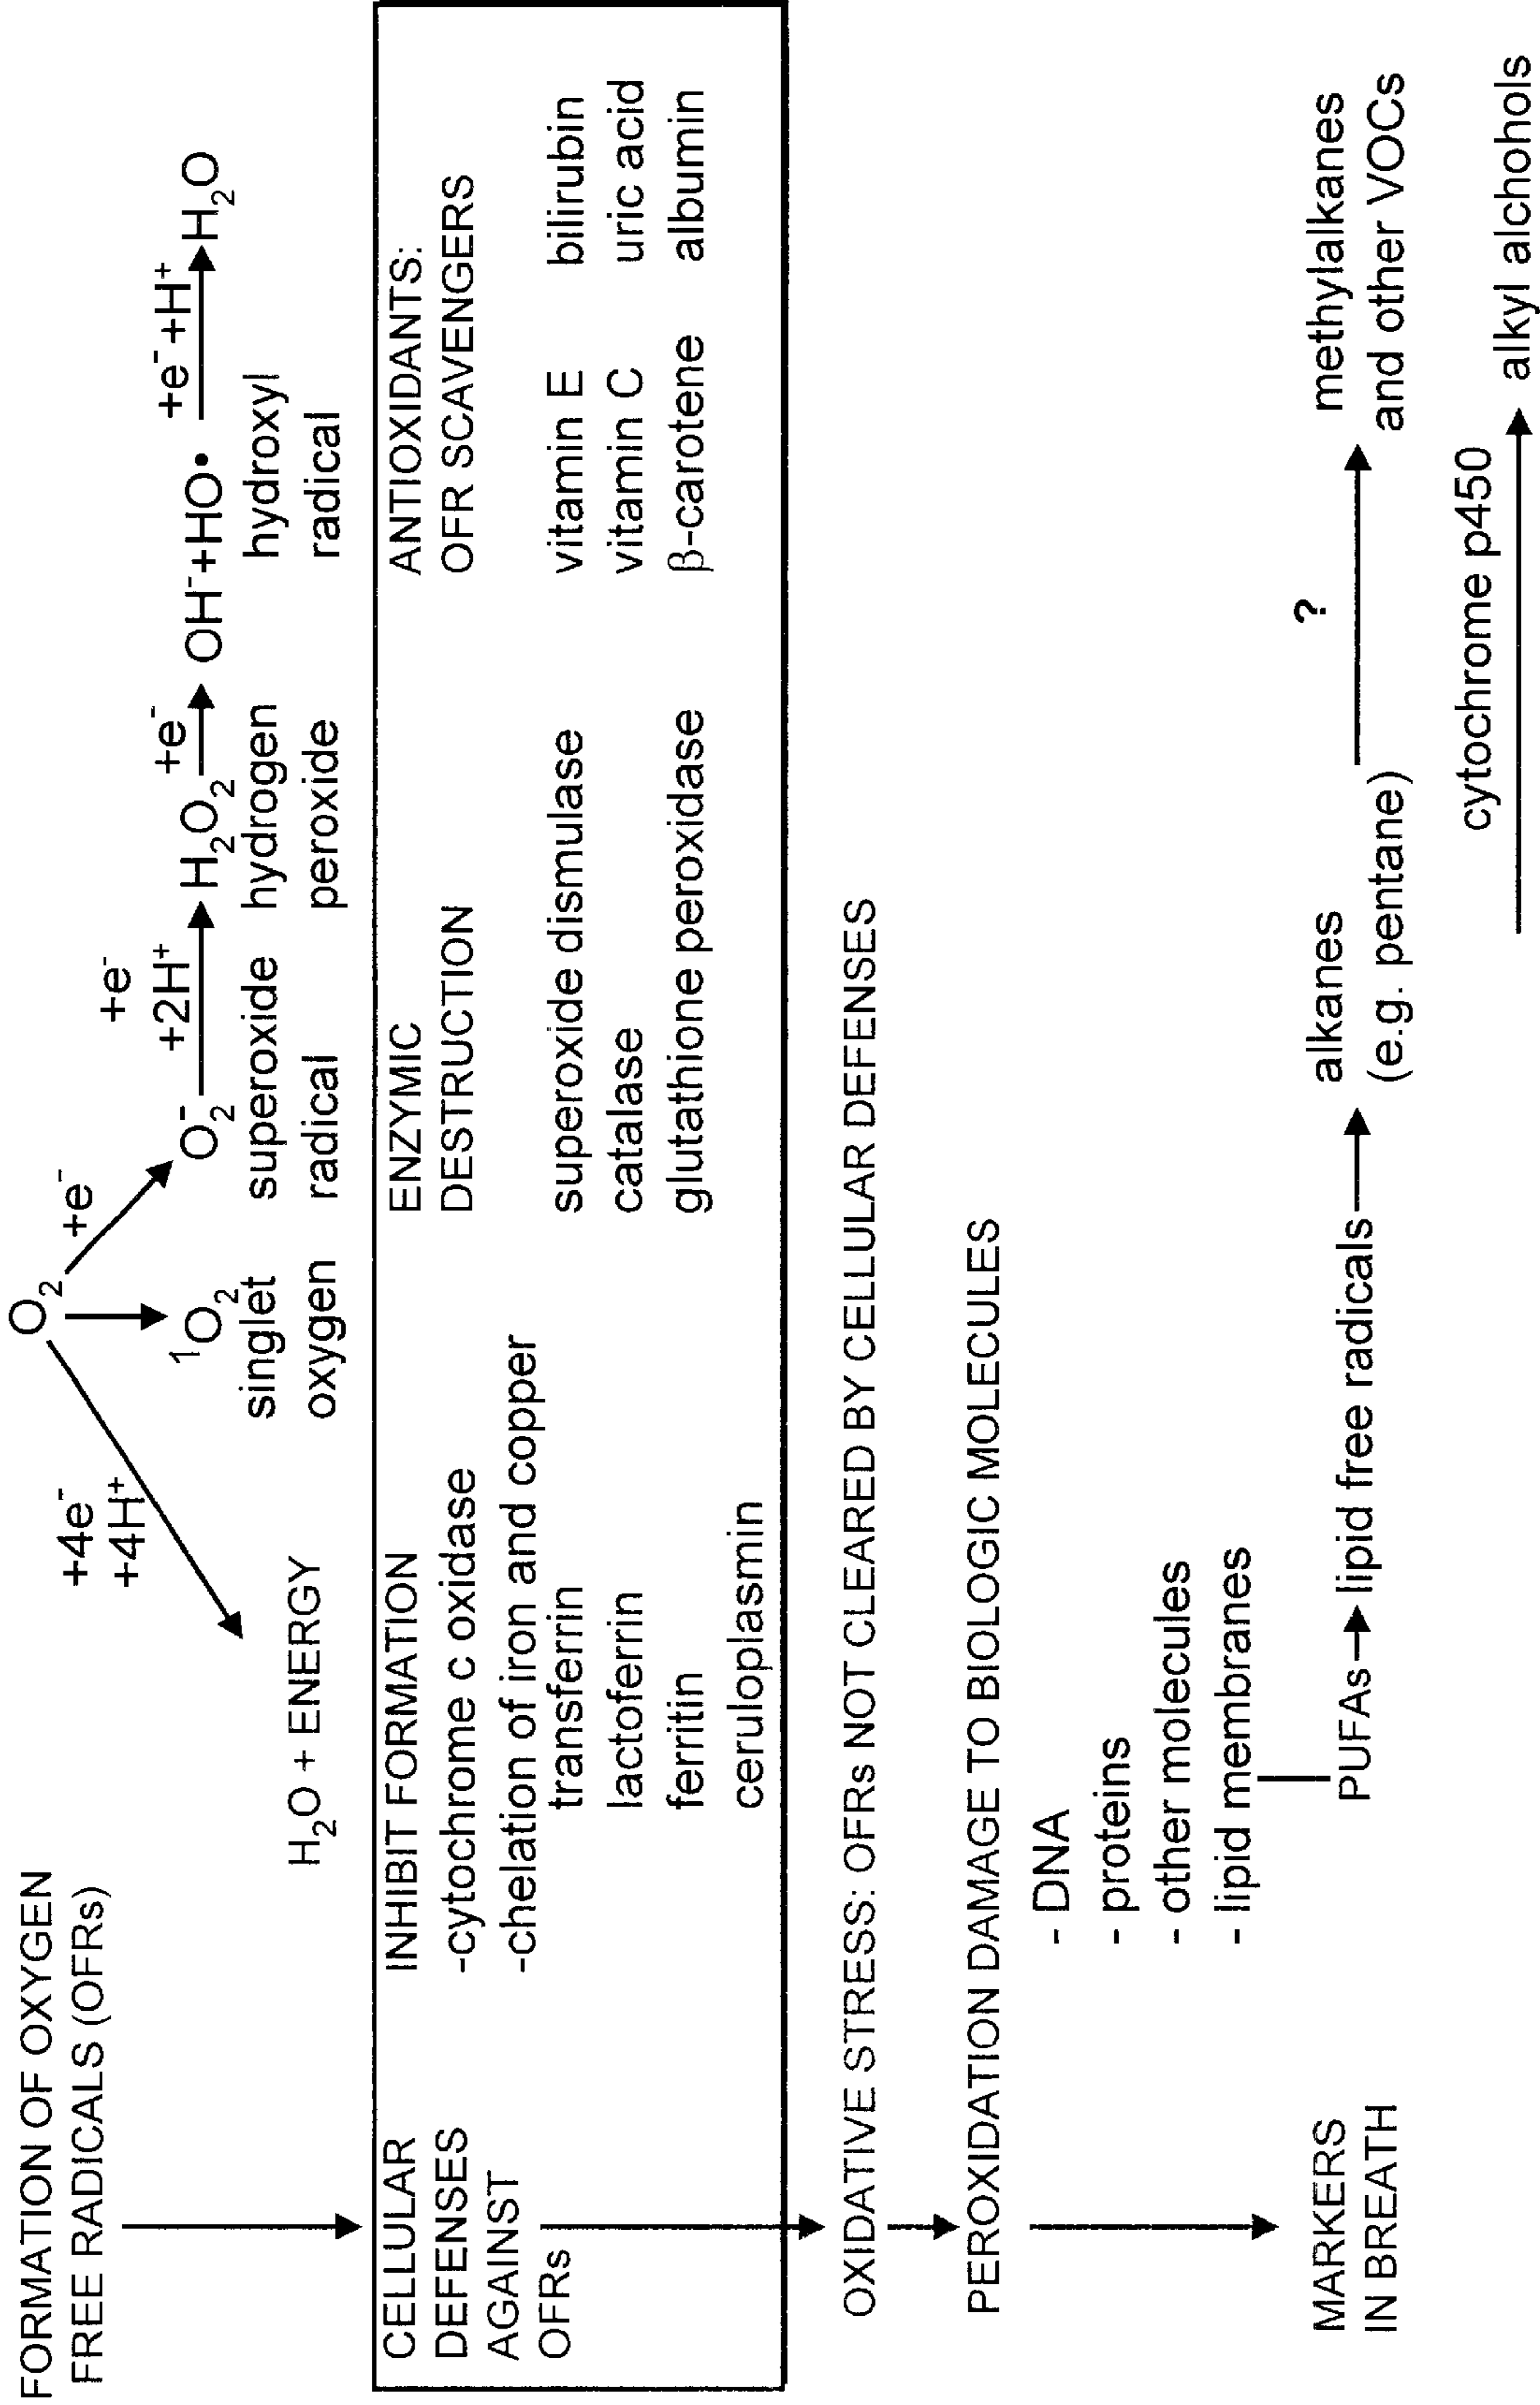 FORMATION OF OXYGEN
FREE RADICALS (OFRs)
O₂
+4e⁻
+4H⁺
+e⁻
H₂O + ENERGY
¹O₂
singlet
oxygen
O₂⁻
superoxide
radical
+e⁻
+2H⁺
H₂O₂
hydrogen
peroxide
+e⁻
OH⁻+HO•
hydroxyl
radical
+e⁻+H⁺
H₂O
CELLULAR
DEFENSES
AGAINST
OFRs
INHIBIT FORMATION
-cytochrome c oxidase
-chelation of iron and copper
transferrin
lactoferrin
ferritin
ceruloplasmin
ENZYMIC
DESTRUCTION
superoxide dismulase
catalase
glutathione peroxidase
ANTIOXIDANTS:
OFR SCAVENGERS
vitamin E bilirubin
vitamin C uric acid
β-carotene albumin
OXIDATIVE STRESS: OFRs NOT CLEARED BY CELLULAR DEFENSES
PEROXIDATION DAMAGE TO BIOLOGIC MOLECULES
- DNA
- proteins
- other molecules
- lipid membranes
MARKERS
IN BREATH
PUFAs
lipid free radicals
alkanes
(e.g. pentane)
?
methylalkanes
and other VOCs
cytochrome p450
alkyl alchohols